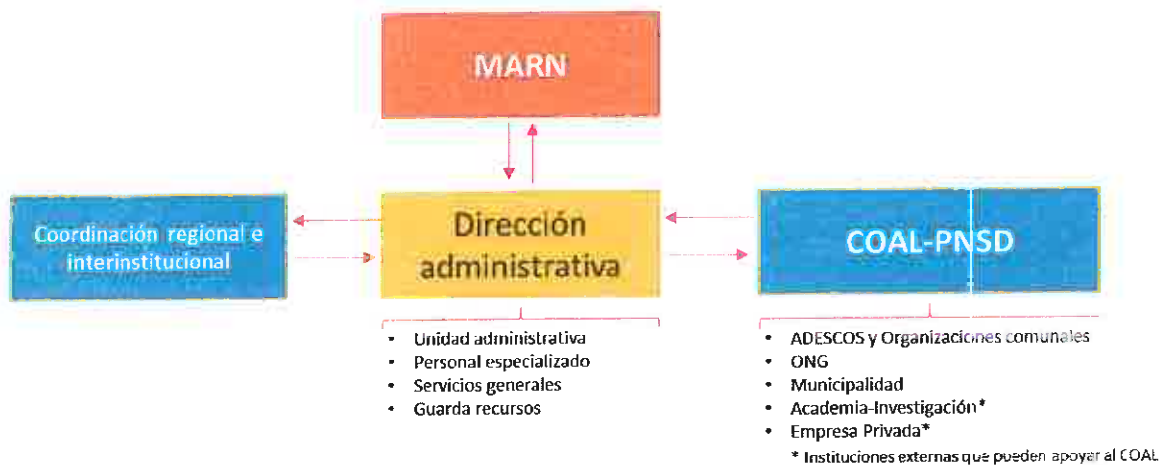 MARN
Coordinación regional e
interinstitucional
Dirección
administrativa
COAL-PNSD
• Unidad administrativa
• Personal especializado
• Servicios generales
• Guarda recursos
• ADESCOS y Organizaciones comunales
• ONG
• Municipalidad
• Academia-Investigación*
• Empresa Privada*
* Instituciones externas que pueden apoyar al COAL